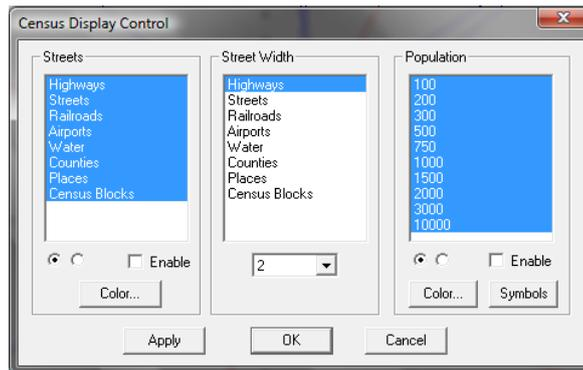 Census Display Control
Streets
Highways
Streets
Railroads
Airports
Water
Counties
Places
Census Blocks
Enable
Color...
Street Width
Highways
Streets
Railroads
Airports
Water
Counties
Places
Census Blocks
2
Population
100
200
300
500
750
1000
1500
2000
3000
10000
Enable
Color...
Symbols
Apply
OK
Cancel